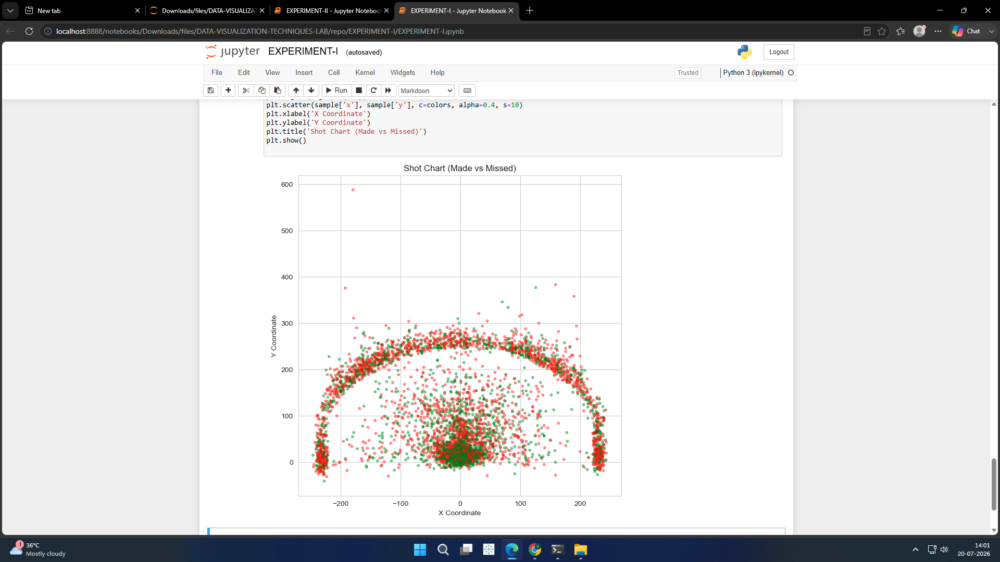 New tab
Downloads/files/DATA-VISUALIZA
EXPERIMENT-II - Jupyter Noteboo
EXPERIMENT-I - Jupyter Notebook
localhost:8888/notebooks/Downloads/files/DATA-VISUALIZATION-TECHNIQUES-LAB/repo/EXPERIMENT-I/EXPERIMENT-I.ipynb
Chat
jupyter EXPERIMENT-I (autosaved)
Logout
File Edit View Insert Cell Kernel Widgets Help
Trusted
Python 3 (ipykernel)
Run
Markdown
plt.scatter(sample['x'], sample['y'], c=colors, alpha=0.4, s=10)
plt.xlabel('X Coordinate')
plt.ylabel('Y Coordinate')
plt.title('Shot Chart (Made vs Missed)')
plt.show()
Shot Chart (Made vs Missed)
600
500
400
300
200
100
0
Y Coordinate
−200 −100 0 100 200
X Coordinate
1
36°C
Mostly cloudy
14:01
20-07-2026